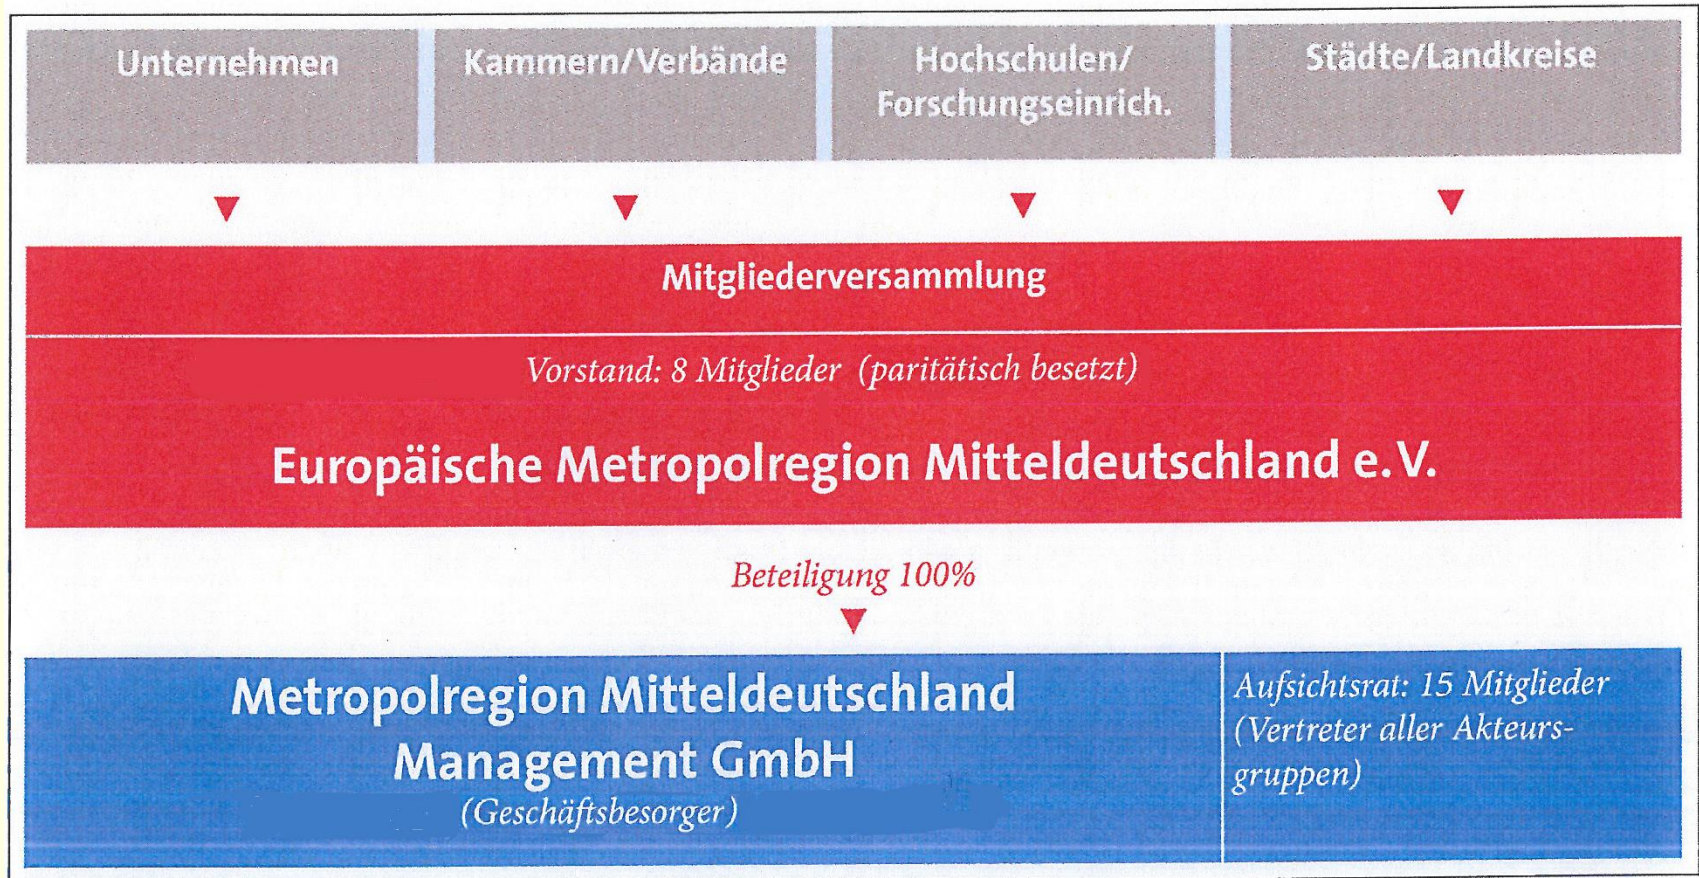 Unternehmen
Kammern/Verbände
Hochschulen/
Forschungseinrich.
Städte/Landkreise
Mitgliederversammlung
Vorstand: 8 Mitglieder (paritätisch besetzt)
Europäische Metropolregion Mitteldeutschland e.V.
Beteiligung 100%
Metropolregion Mitteldeutschland
Management GmbH
(Geschäftsbesorger)
Aufsichtsrat: 15 Mitglieder
(Vertreter aller Akteurs-
gruppen)